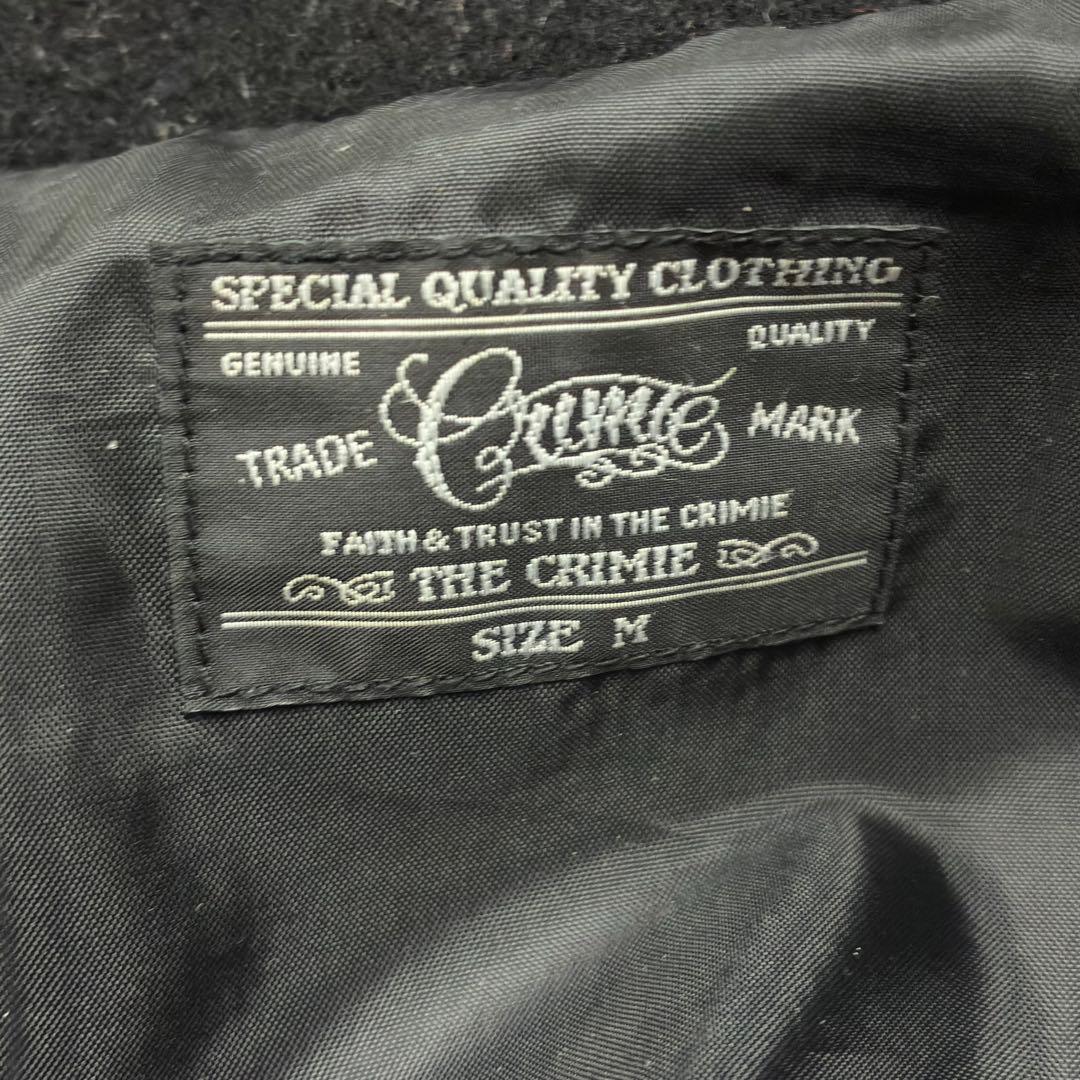 SPECIAL QUALITY CLOTHING
GENUINE QUALITY
TRADE Crimie MARK
FAITH & TRUST IN THE CRIMIE
THE CRIMIE
SIZE M